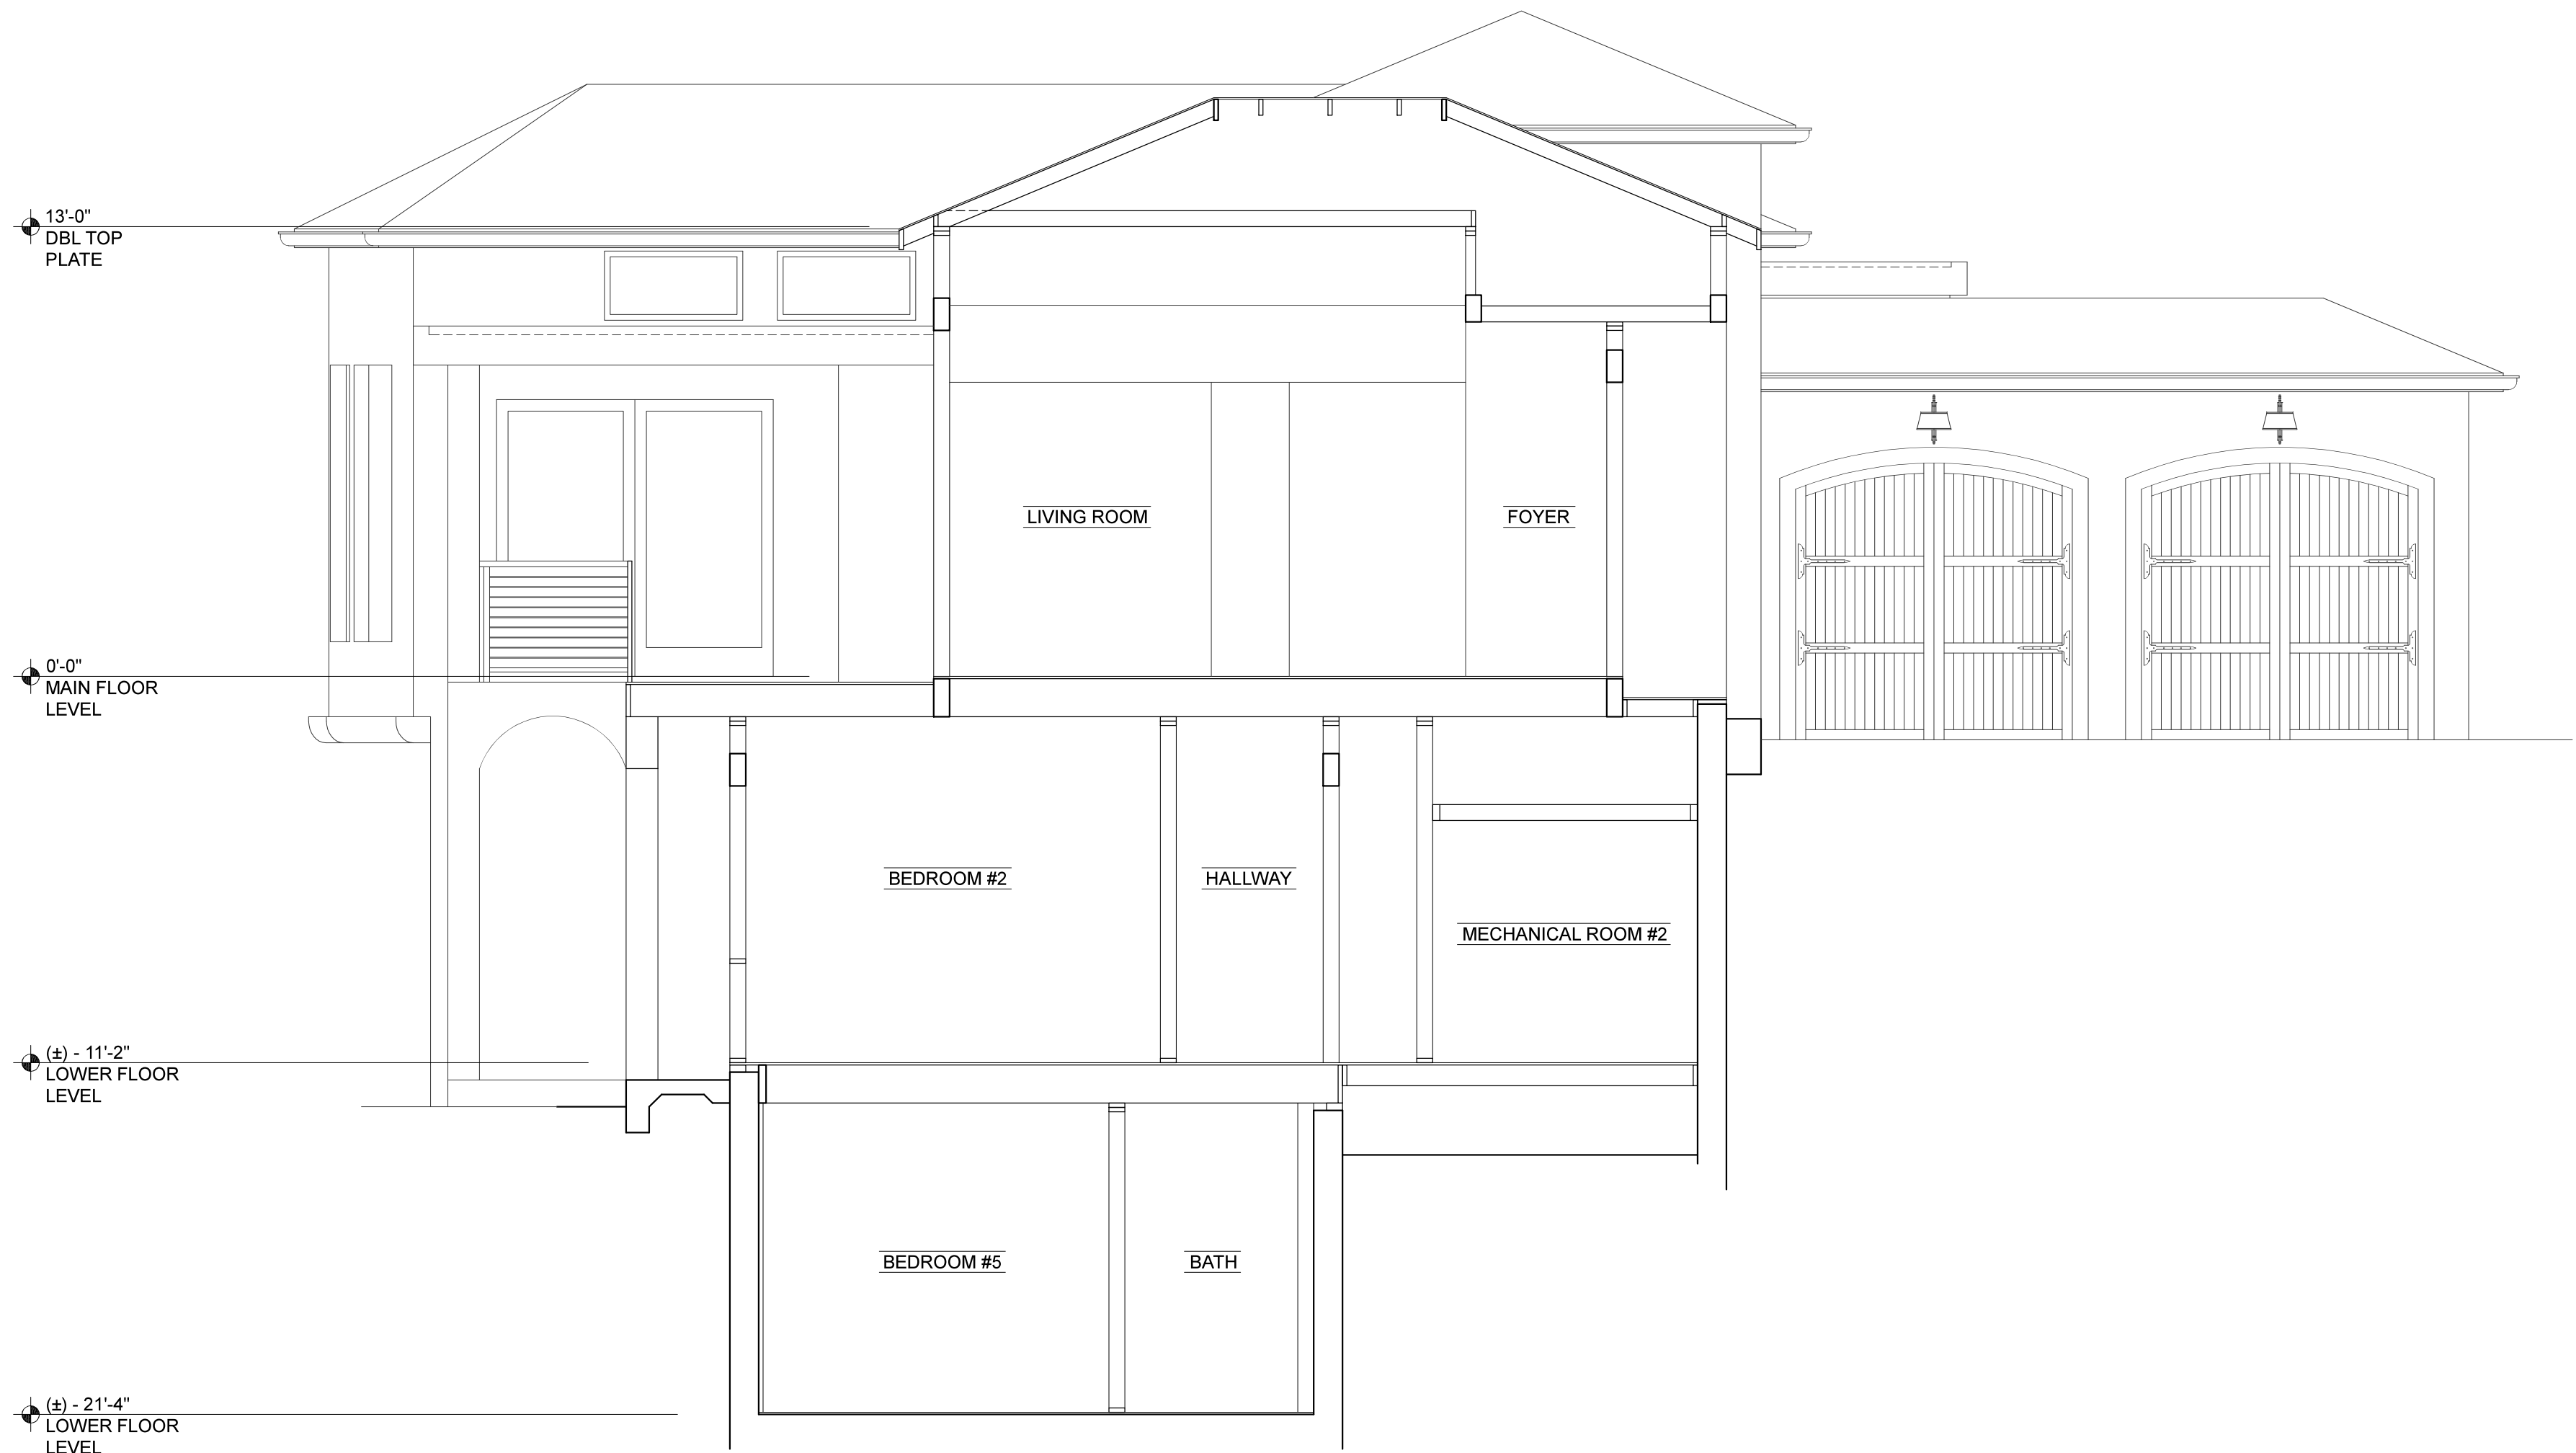 13'-0"
DBL TOP
PLATE
LIVING ROOM
FOYER
0'-0"
MAIN FLOOR
LEVEL
BEDROOM #2
HALLWAY
MECHANICAL ROOM #2
(±) - 11'-2"
LOWER FLOOR
LEVEL
BEDROOM #5
BATH
(±) - 21'-4"
LOWER FLOOR
LEVEL